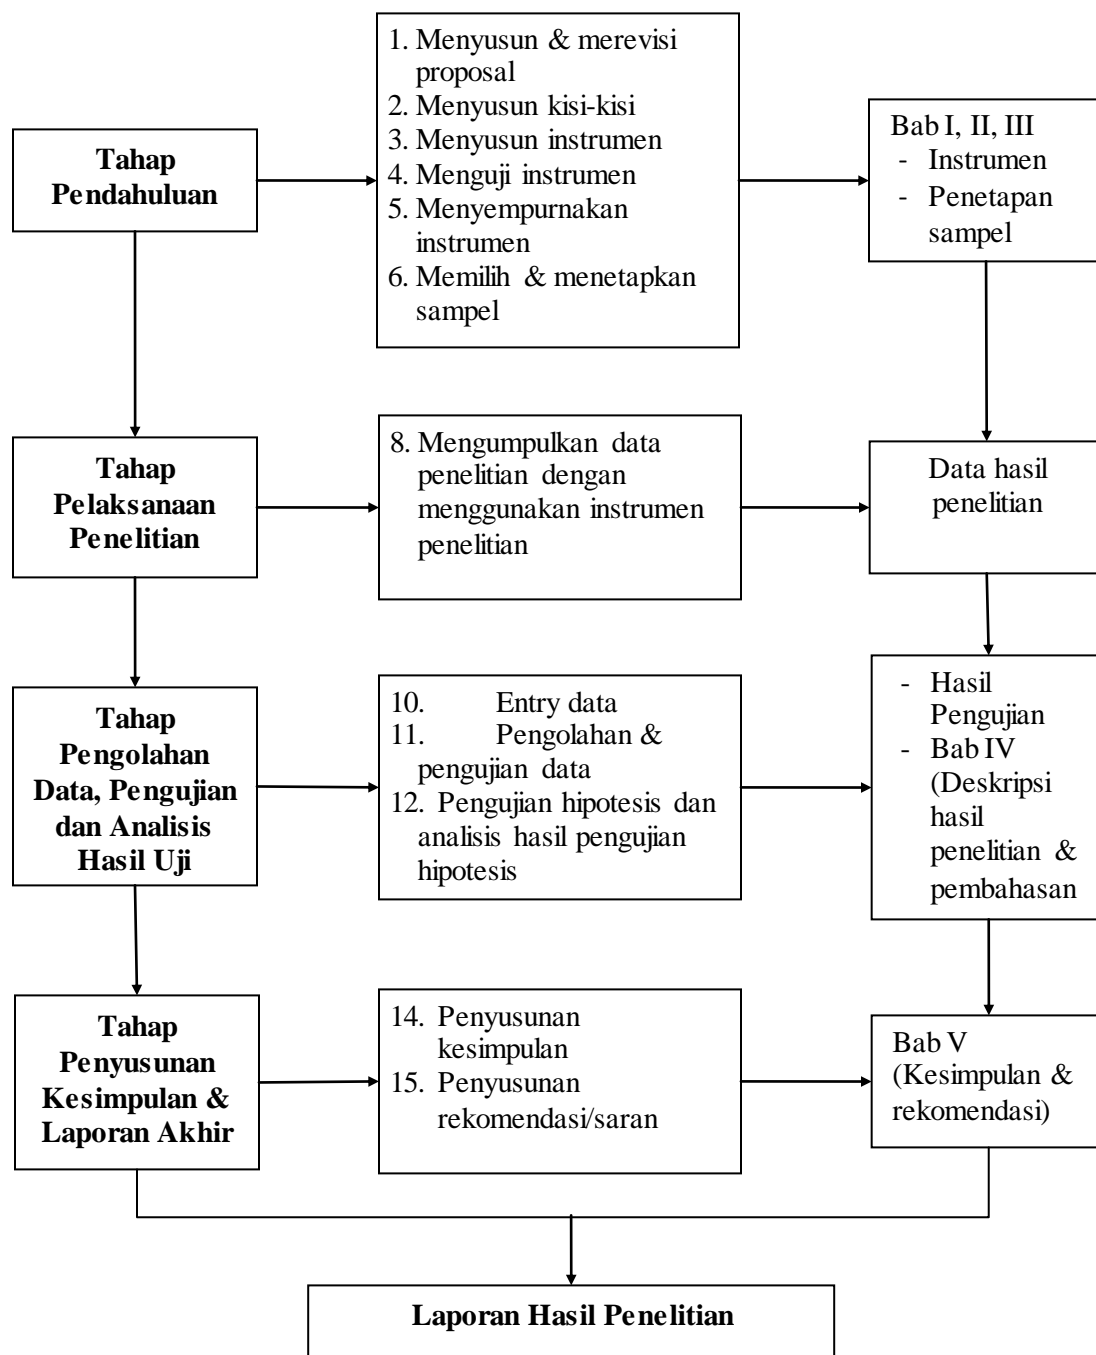 Tahap
Pendahuluan
1. Menyusun & merevisi
proposal
2. Menyusun kisi-kisi
3. Menyusun instrumen
4. Menguji instrumen
5. Menyempurnakan
instrumen
6. Memilih & menetapkan
sampel
Bab I, II, III
- Instrumen
- Penetapan
sampel
Tahap
Pelaksanaan
Penelitian
8. Mengumpulkan data
penelitian dengan
menggunakan instrumen
penelitian
Data hasil
penelitian
Tahap
Pengolahan
Data, Pengujian
dan Analisis
Hasil Uji
10. Entry data
11. Pengolahan &
pengujian data
12. Pengujian hipotesis dan
analisis hasil pengujian
hipotesis
- Hasil
Pengujian
- Bab IV
(Deskripsi
hasil
penelitian &
pembahasan
Tahap
Penyusunan
Kesimpulan &
Laporan Akhir
14. Penyusunan
kesimpulan
15. Penyusunan
rekomendasi/saran
Bab V
(Kesimpulan &
rekomendasi)
Laporan Hasil Penelitian